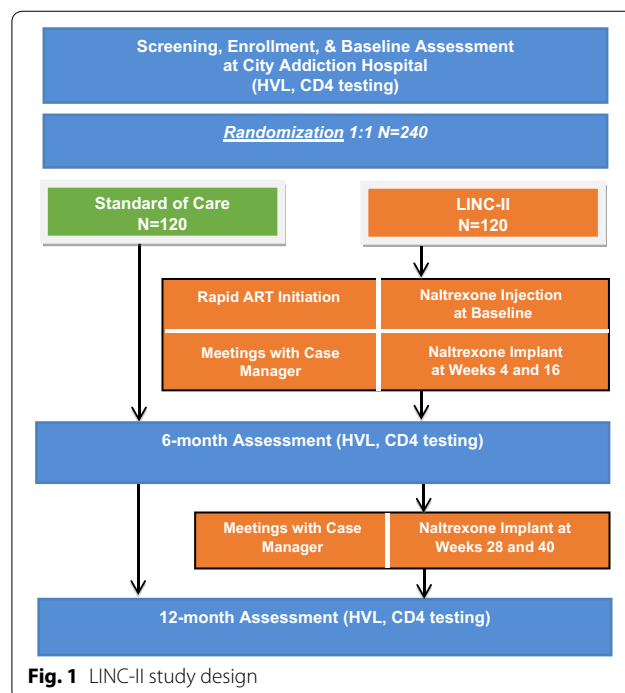 Screening, Enrollment, & Baseline Assessment
at City Addiction Hospital
(HVL, CD4 testing)
Randomization 1:1 N=240
Standard of Care
N=120
LINC-II
N=120
Rapid ART Initiation
Naltrexone Injection
at Baseline
Meetings with Case
Manager
Naltrexone Implant
at Weeks 4 and 16
6-month Assessment (HVL, CD4 testing)
Meetings with Case
Manager
Naltrexone Implant at
Weeks 28 and 40
12-month Assessment (HVL, CD4 testing)
Fig. 1 LINC-II study design